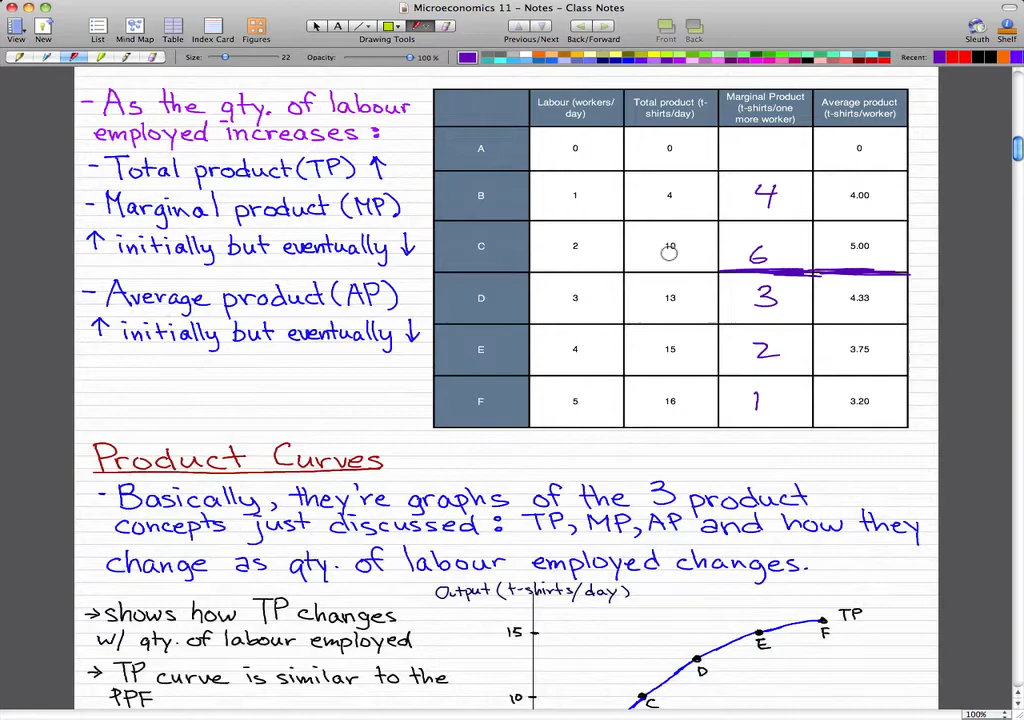 Microeconomics 11 - Notes - Class Notes
View New List Mind Map Table Index Card Figures Drawing Tools Previous/Next Back/Forward Front Back Sleuth Shelf
Size: 22 Opacity: 100 % Recent:
- As the qty. of labour
employed increases :
- Total product (TP) ↑
- Marginal product (MP)
↑ initially but eventually ↓
- Average product (AP)
↑ initially but eventually ↓
Labour (workers/day) Total product (t-shirts/day) Marginal Product (t-shirts/one more worker) Average product (t-shirts/worker)
A 0 0 0
B 1 4 4 4.00
C 2 10 6 5.00
D 3 13 3 4.33
E 4 15 2 3.75
F 5 16 1 3.20
Product Curves
- Basically, they're graphs of the 3 product
concepts just discussed : TP, MP, AP and how they
change as qty. of labour employed changes.
Output (t-shirts/day)
→ shows how TP changes
w/ qty. of labour employed
→ TP curve is similar to the
PPF
15
10
C
D
E
F
TP
100%